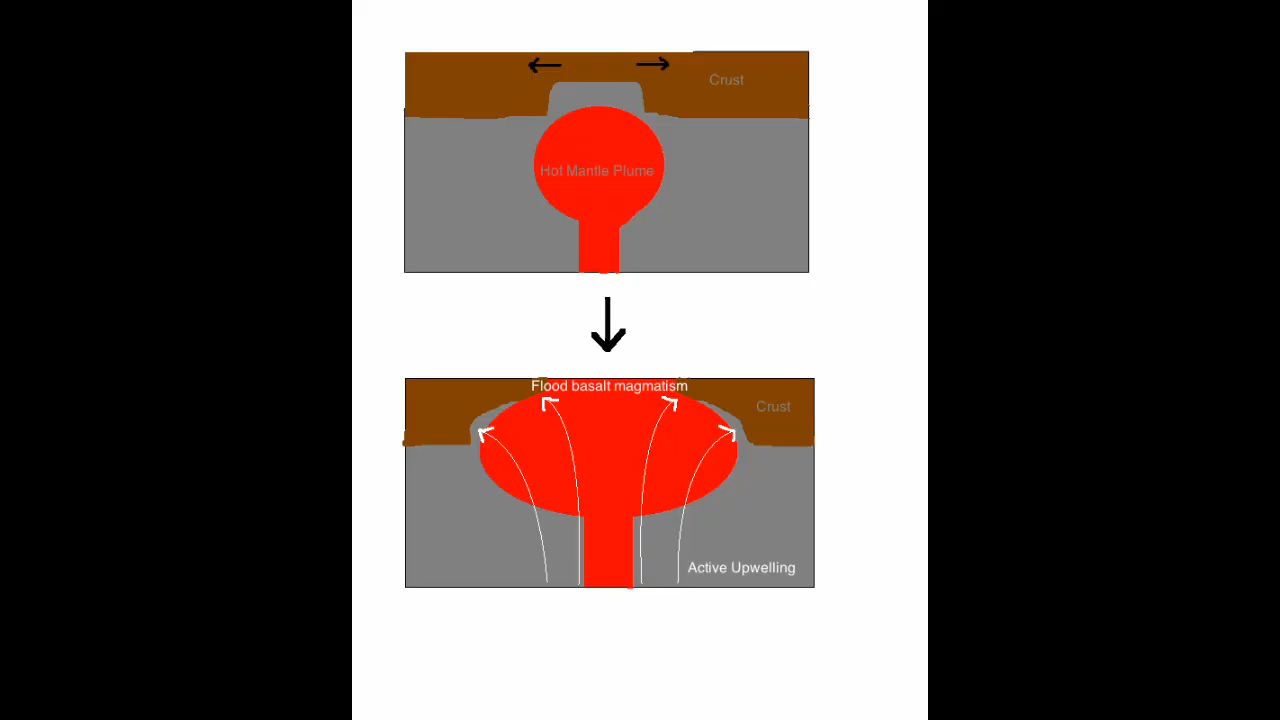 Crust
Hot Mantle Plume
Flood basalt magmatism
Crust
Active Upwelling